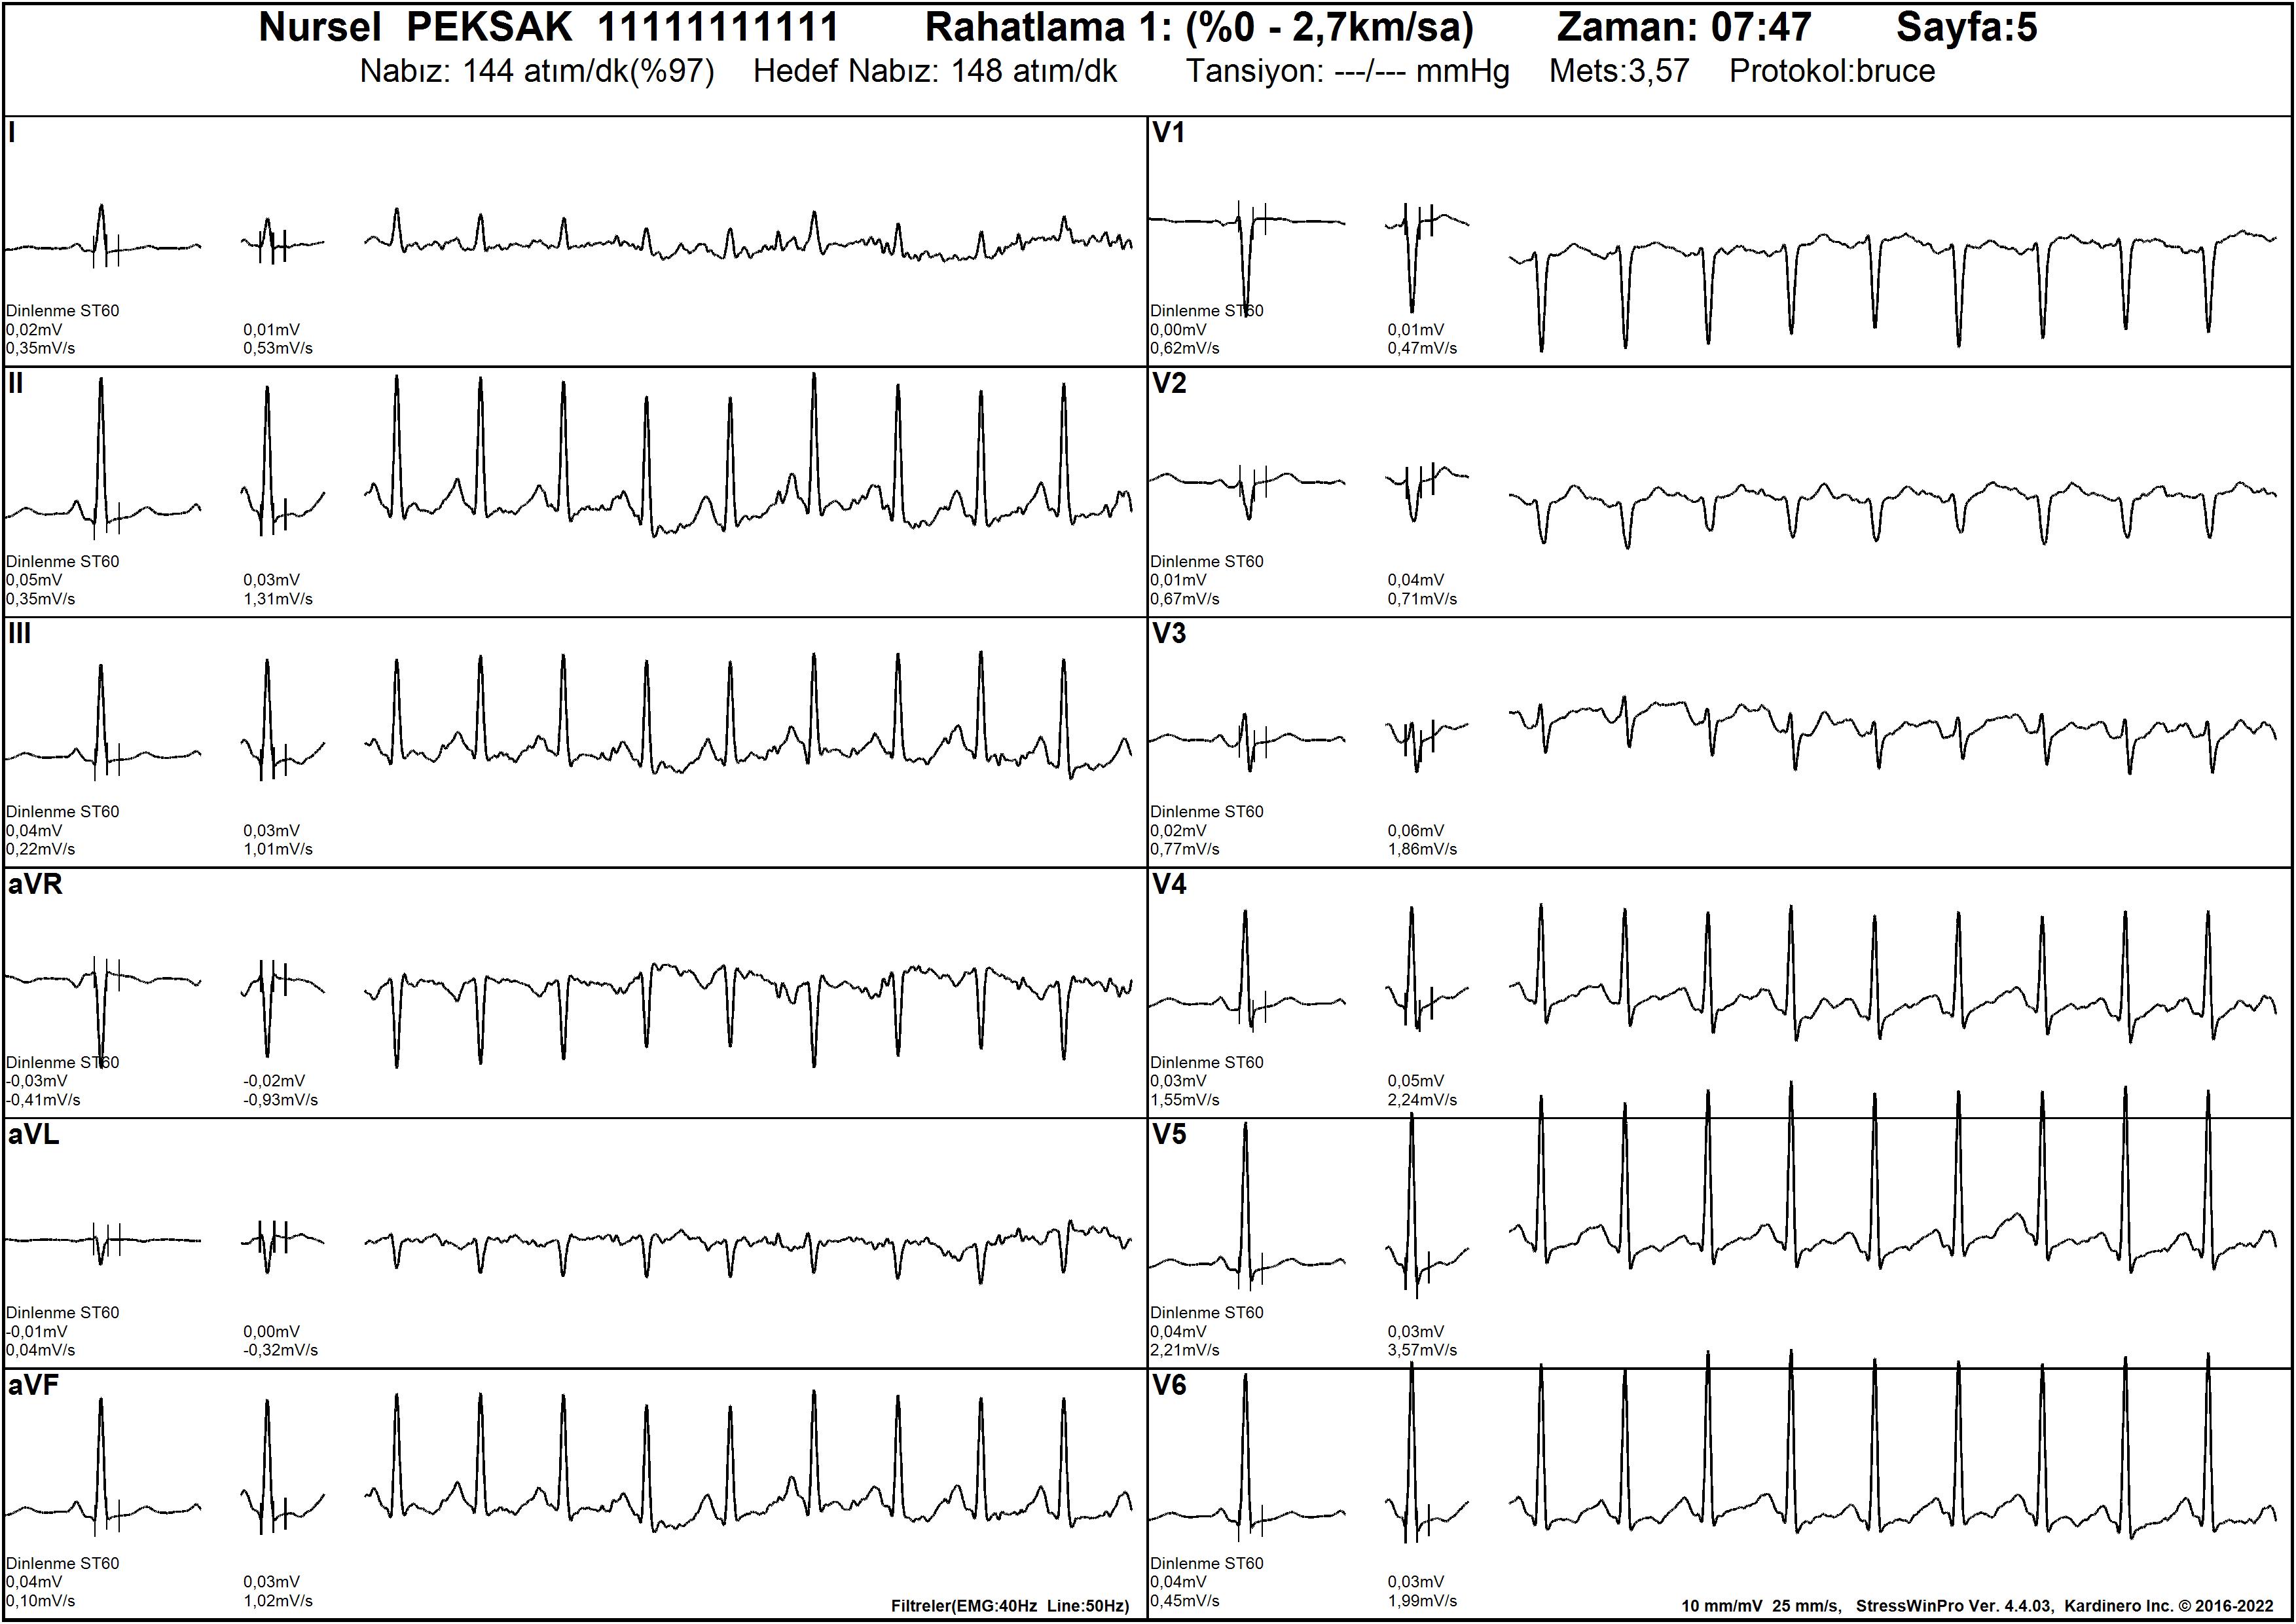 Nursel PEKSAK 11111111111 Rahatlama 1: (%0 - 2,7km/sa) Zaman: 07:47 Sayfa:5
Nabız: 144 atım/dk(%97) Hedef Nabız: 148 atım/dk Tansiyon: ---/--- mmHg Mets:3,57 Protokol:bruce
I
Dinlenme ST60
0,02mV 0,01mV
0,35mV/s 0,53mV/s
II
Dinlenme ST60
0,05mV 0,03mV
0,35mV/s 1,31mV/s
III
Dinlenme ST60
0,04mV 0,03mV
0,22mV/s 1,01mV/s
aVR
Dinlenme ST60
-0,03mV -0,02mV
-0,41mV/s -0,93mV/s
aVL
Dinlenme ST60
-0,01mV 0,00mV
0,04mV/s -0,32mV/s
aVF
Dinlenme ST60
0,04mV 0,03mV
0,10mV/s 1,02mV/s
Filtreler(EMG:40Hz Line:50Hz)
V1
Dinlenme ST60
0,00mV 0,01mV
0,62mV/s 0,47mV/s
V2
Dinlenme ST60
0,01mV 0,04mV
0,67mV/s 0,71mV/s
V3
Dinlenme ST60
0,02mV 0,06mV
0,77mV/s 1,86mV/s
V4
Dinlenme ST60
0,03mV 0,05mV
1,55mV/s 2,24mV/s
V5
Dinlenme ST60
0,04mV 0,03mV
2,21mV/s 3,57mV/s
V6
Dinlenme ST60
0,04mV 0,03mV
0,45mV/s 1,99mV/s
10 mm/mV 25 mm/s, StressWinPro Ver. 4.4.03, Kardinero Inc. © 2016-2022